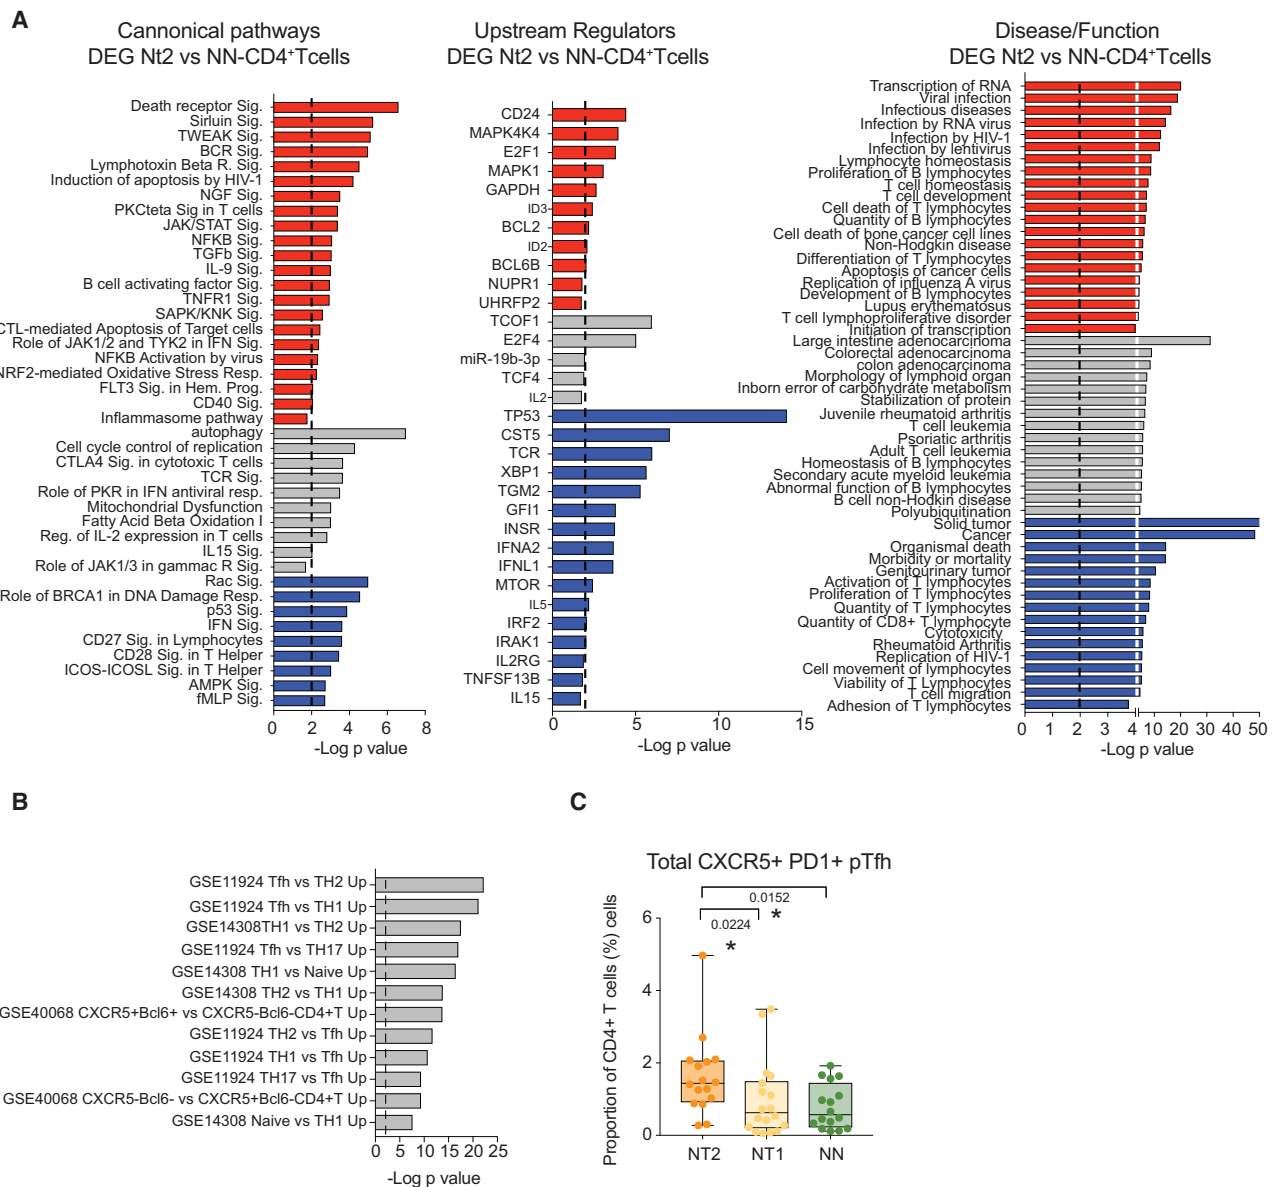 A
Cannonical pathways
DEG Nt2 vs NN-CD4+Tcells
Death receptor Sig.
Sirluin Sig.
TWEAK Sig.
BCR Sig.
Lymphotoxin Beta R. Sig.
Induction of apoptosis by HIV-1
NGF Sig.
PKCteta Sig in T cells
JAK/STAT Sig.
NFKB Sig.
TGFb Sig.
IL-9 Sig.
B cell activating factor Sig.
TNFR1 Sig.
SAPK/KNK Sig.
CTL-mediated Apoptosis of Target cells
Role of JAK1/2 and TYK2 in IFN Sig.
NFKB Activation by virus
NRF2-mediated Oxidative Stress Resp.
FLT3 Sig. in Hem. Prog.
CD40 Sig.
Inflammasome pathway
autophagy
Cell cycle control of replication
CTLA4 Sig. in cytotoxic T cells
TCR Sig.
Role of PKR in IFN antiviral resp.
Mitochondrial Dysfunction
Fatty Acid Beta Oxidation I
Reg. of IL-2 expression in T cells
IL15 Sig.
Role of JAK1/3 in gammac R Sig.
Rac Sig.
Role of BRCA1 in DNA Damage Resp.
p53 Sig.
IFN Sig.
CD27 Sig. in Lymphocytes
CD28 Sig. in T Helper
ICOS-ICOSL Sig. in T Helper
AMPK Sig.
fMLP Sig.
0 2 4 6 8
-Log p value
Upstream Regulators
DEG Nt2 vs NN-CD4+Tcells
CD24
MAPK4K4
E2F1
MAPK1
GAPDH
ID3
BCL2
ID2
BCL6B
NUPR1
UHRFP2
TCOF1
E2F4
miR-19b-3p
TCF4
IL2
TP53
CST5
TCR
XBP1
TGM2
GFI1
INSR
IFNA2
IFNL1
MTOR
IL5
IRF2
IRAK1
IL2RG
TNFSF13B
IL15
0 5 10 15
-Log p value
Disease/Function
DEG Nt2 vs NN-CD4+Tcells
Transcription of RNA
Viral infection
Infectious diseases
Infection by RNA virus
Infection by HIV-1
Infection by lentivirus
Lymphocyte homeostasis
Proliferation of B lymphocytes
T cell homeostasis
T cell development
Cell death of T lymphocytes
Quantity of B lymphocytes
Cell death of bone cancer cell lines
Non-Hodgkin disease
Differentiation of T lymphocytes
Apoptosis of cancer cells
Replication of influenza A virus
Development of B lymphocytes
Lupus erythematosus
T cell lymphoproliferative disorder
Initiation of transcription
Large intestine adenocarcinoma
Colorectal adenocarcinoma
colon adenocarcinoma
Morphology of lymphoid organ
Inborn error of carbohydrate metabolism
Stabilization of protein
Juvenile rheumatoid arthritis
T cell leukemia
Psoriatic arthritis
Adult T cell leukemia
Homeostasis of B lymphocytes
Secondary acute myeloid leukemia
Abnormal function of B lymphocytes
B cell non-Hodkin disease
Polyubiquitination
Solid tumor
Cancer
Organismal death
Morbidity or mortality
Genitourinary tumor
Activation of T lymphocytes
Proliferation of T lymphocytes
Quantity of T lymphocytes
Quantity of CD8+ T lymphocyte
Cytotoxicity
Rheumatoid Arthritis
Replication of HIV-1
Cell movement of lymphocytes
Viability of T Lymphocytes
T cell migration
Adhesion of T lymphocytes
0 1 2 3 4 10 20 30 40 50
-Log p value
B
GSE11924 Tfh vs TH2 Up
GSE11924 Tfh vs TH1 Up
GSE14308TH1 vs TH2 Up
GSE11924 Tfh vs TH17 Up
GSE14308 TH1 vs Naive Up
GSE14308 TH2 vs TH1 Up
GSE40068 CXCR5+Bcl6+ vs CXCR5-Bcl6-CD4+T Up
GSE11924 TH2 vs Tfh Up
GSE11924 TH1 vs Tfh Up
GSE11924 TH17 vs Tfh Up
GSE40068 CXCR5-Bcl6- vs CXCR5+Bcl6-CD4+T Up
GSE14308 Naive vs TH1 Up
0 5 10 15 20 25
-Log p value
C
Total CXCR5+ PD1+ pTfh
0.0152
*
0.0224
*
Proportion of CD4+ T cells (%) cells
6
4
2
0
NT2 NT1 NN